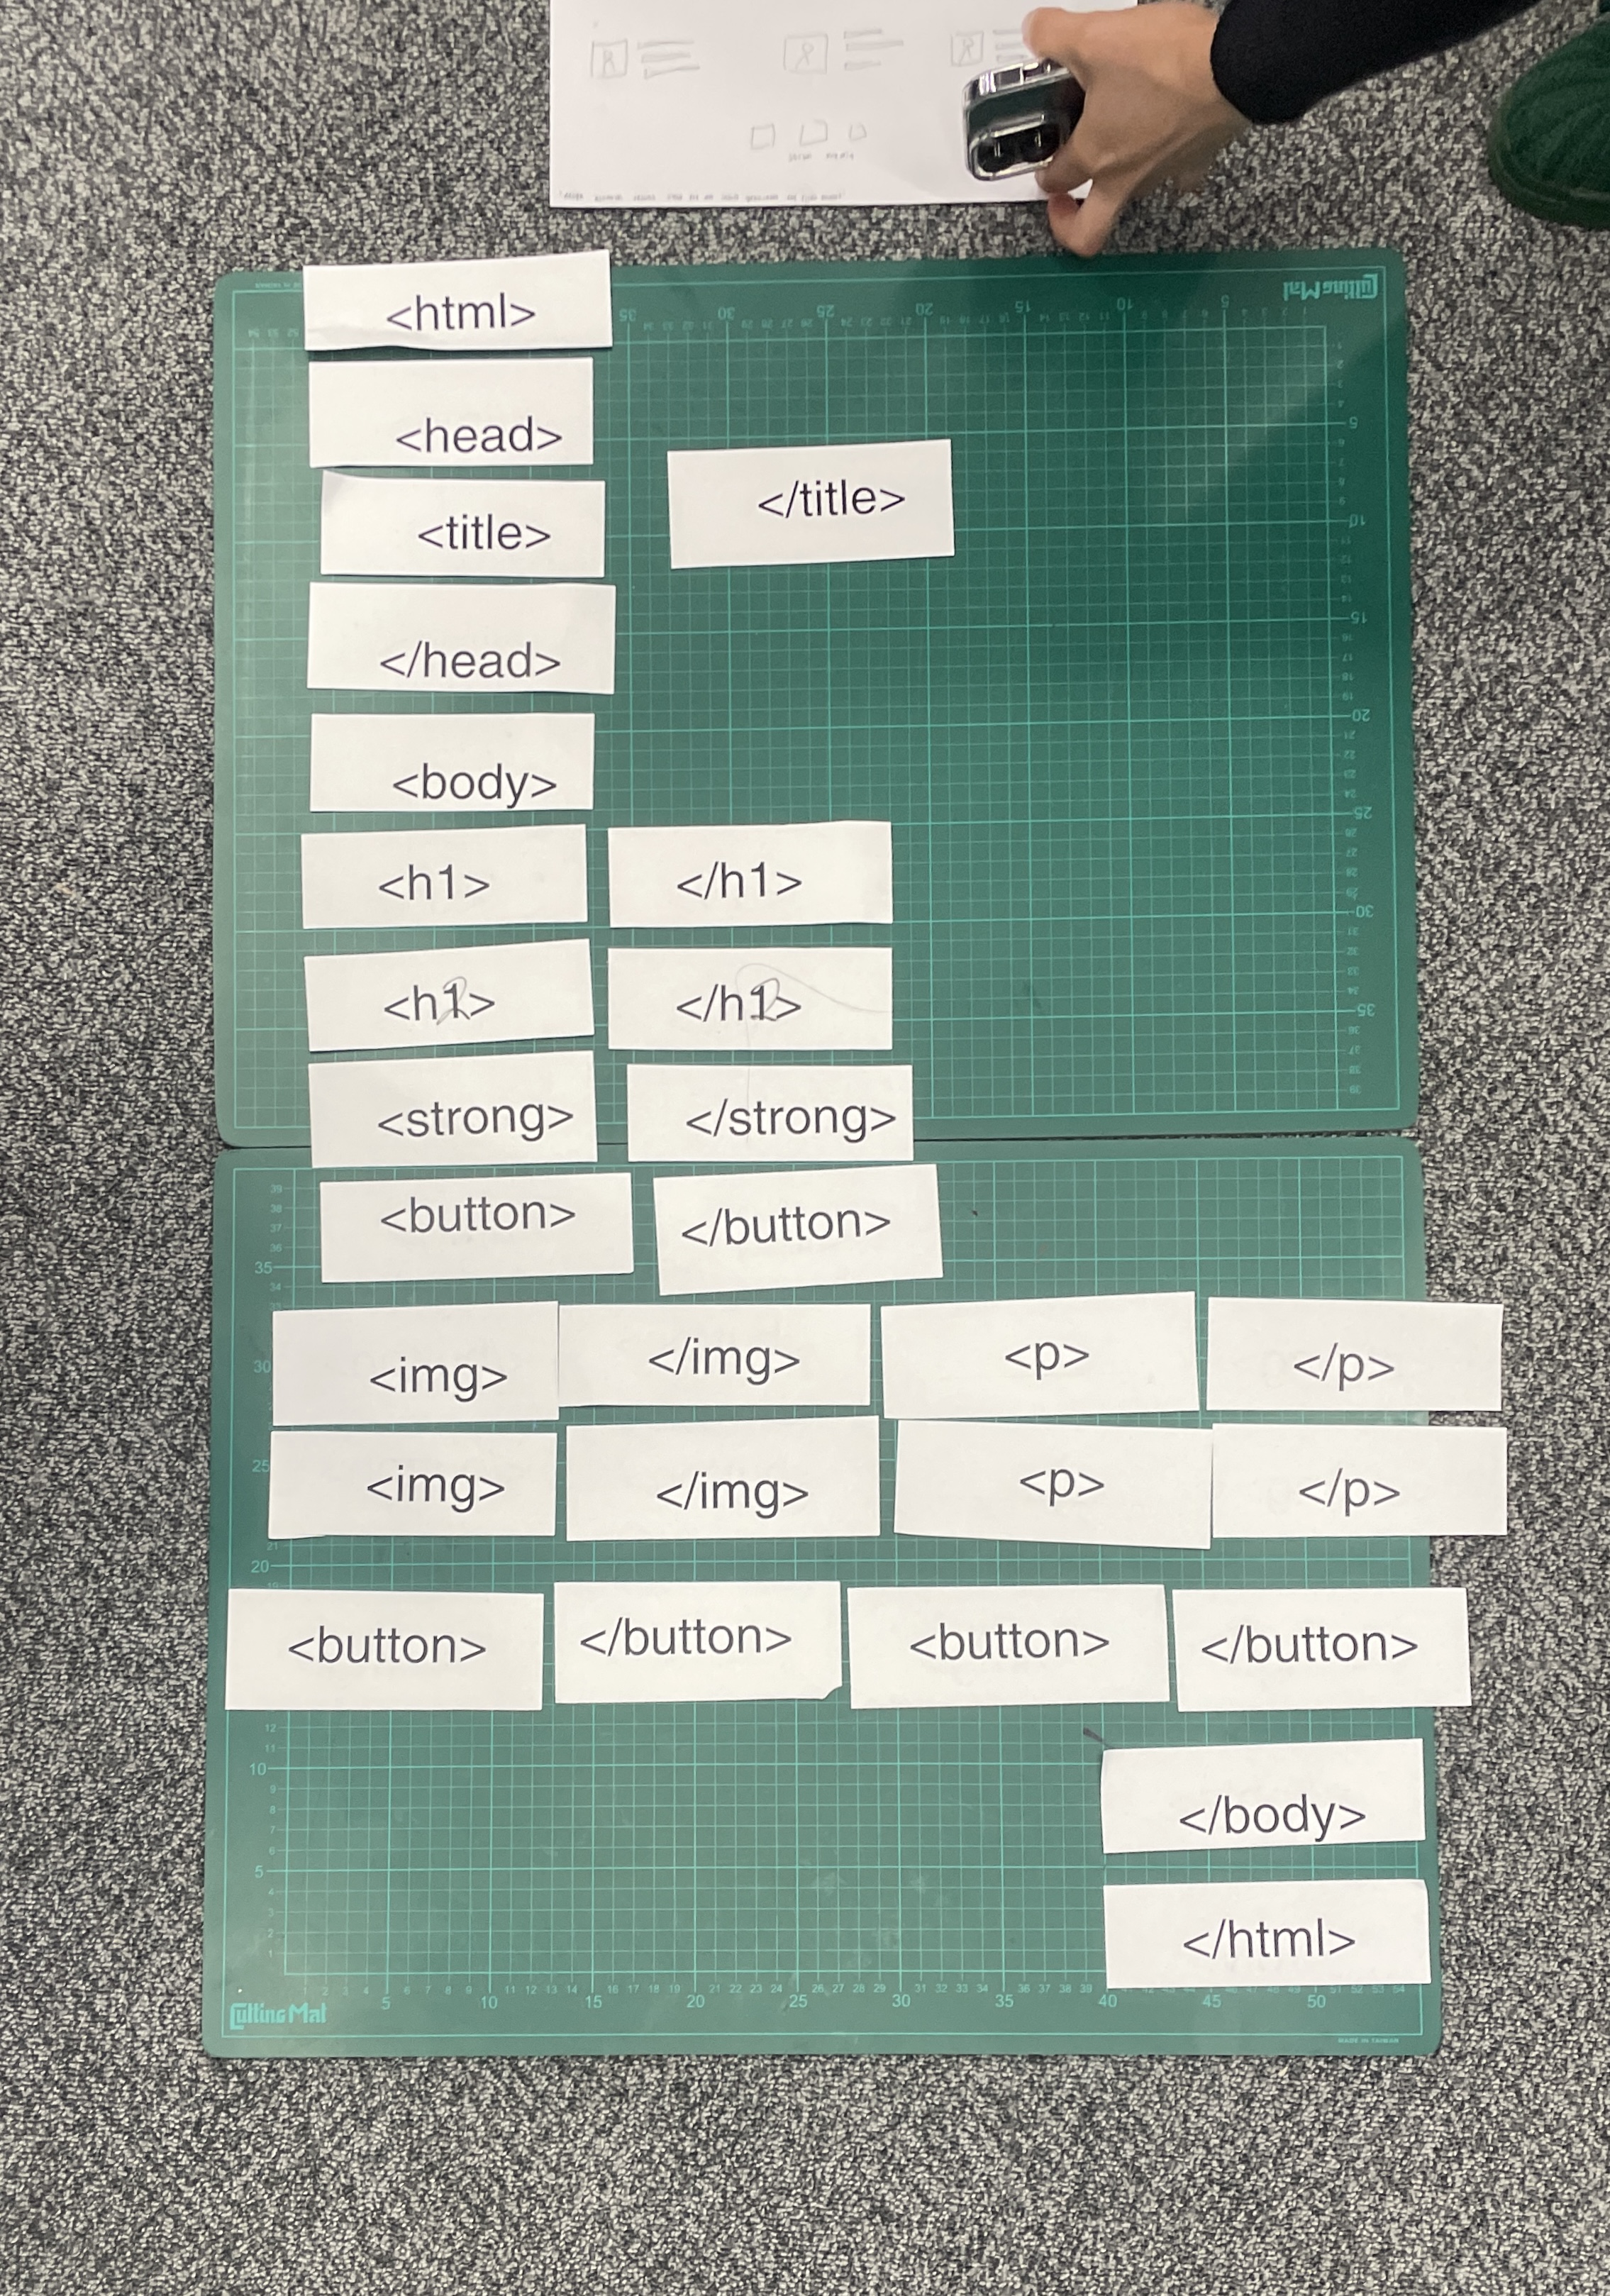 <html>
<head>
<title> </title>
</head>
<body>
<h1> </h1>
<h2> </h2>
<strong> </strong>
<button> </button>
<img> </img> <p> </p>
<img> </img> <p> </p>
<button> </button> <button> </button>
</body>
</html>
Cutting Mat
Cutting Mat
MADE IN TAIWAN